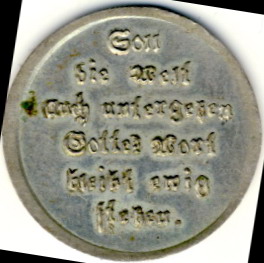 Soll
die Welt
auch untergehen
Gottes Wort
bleibt ewig
stehen.